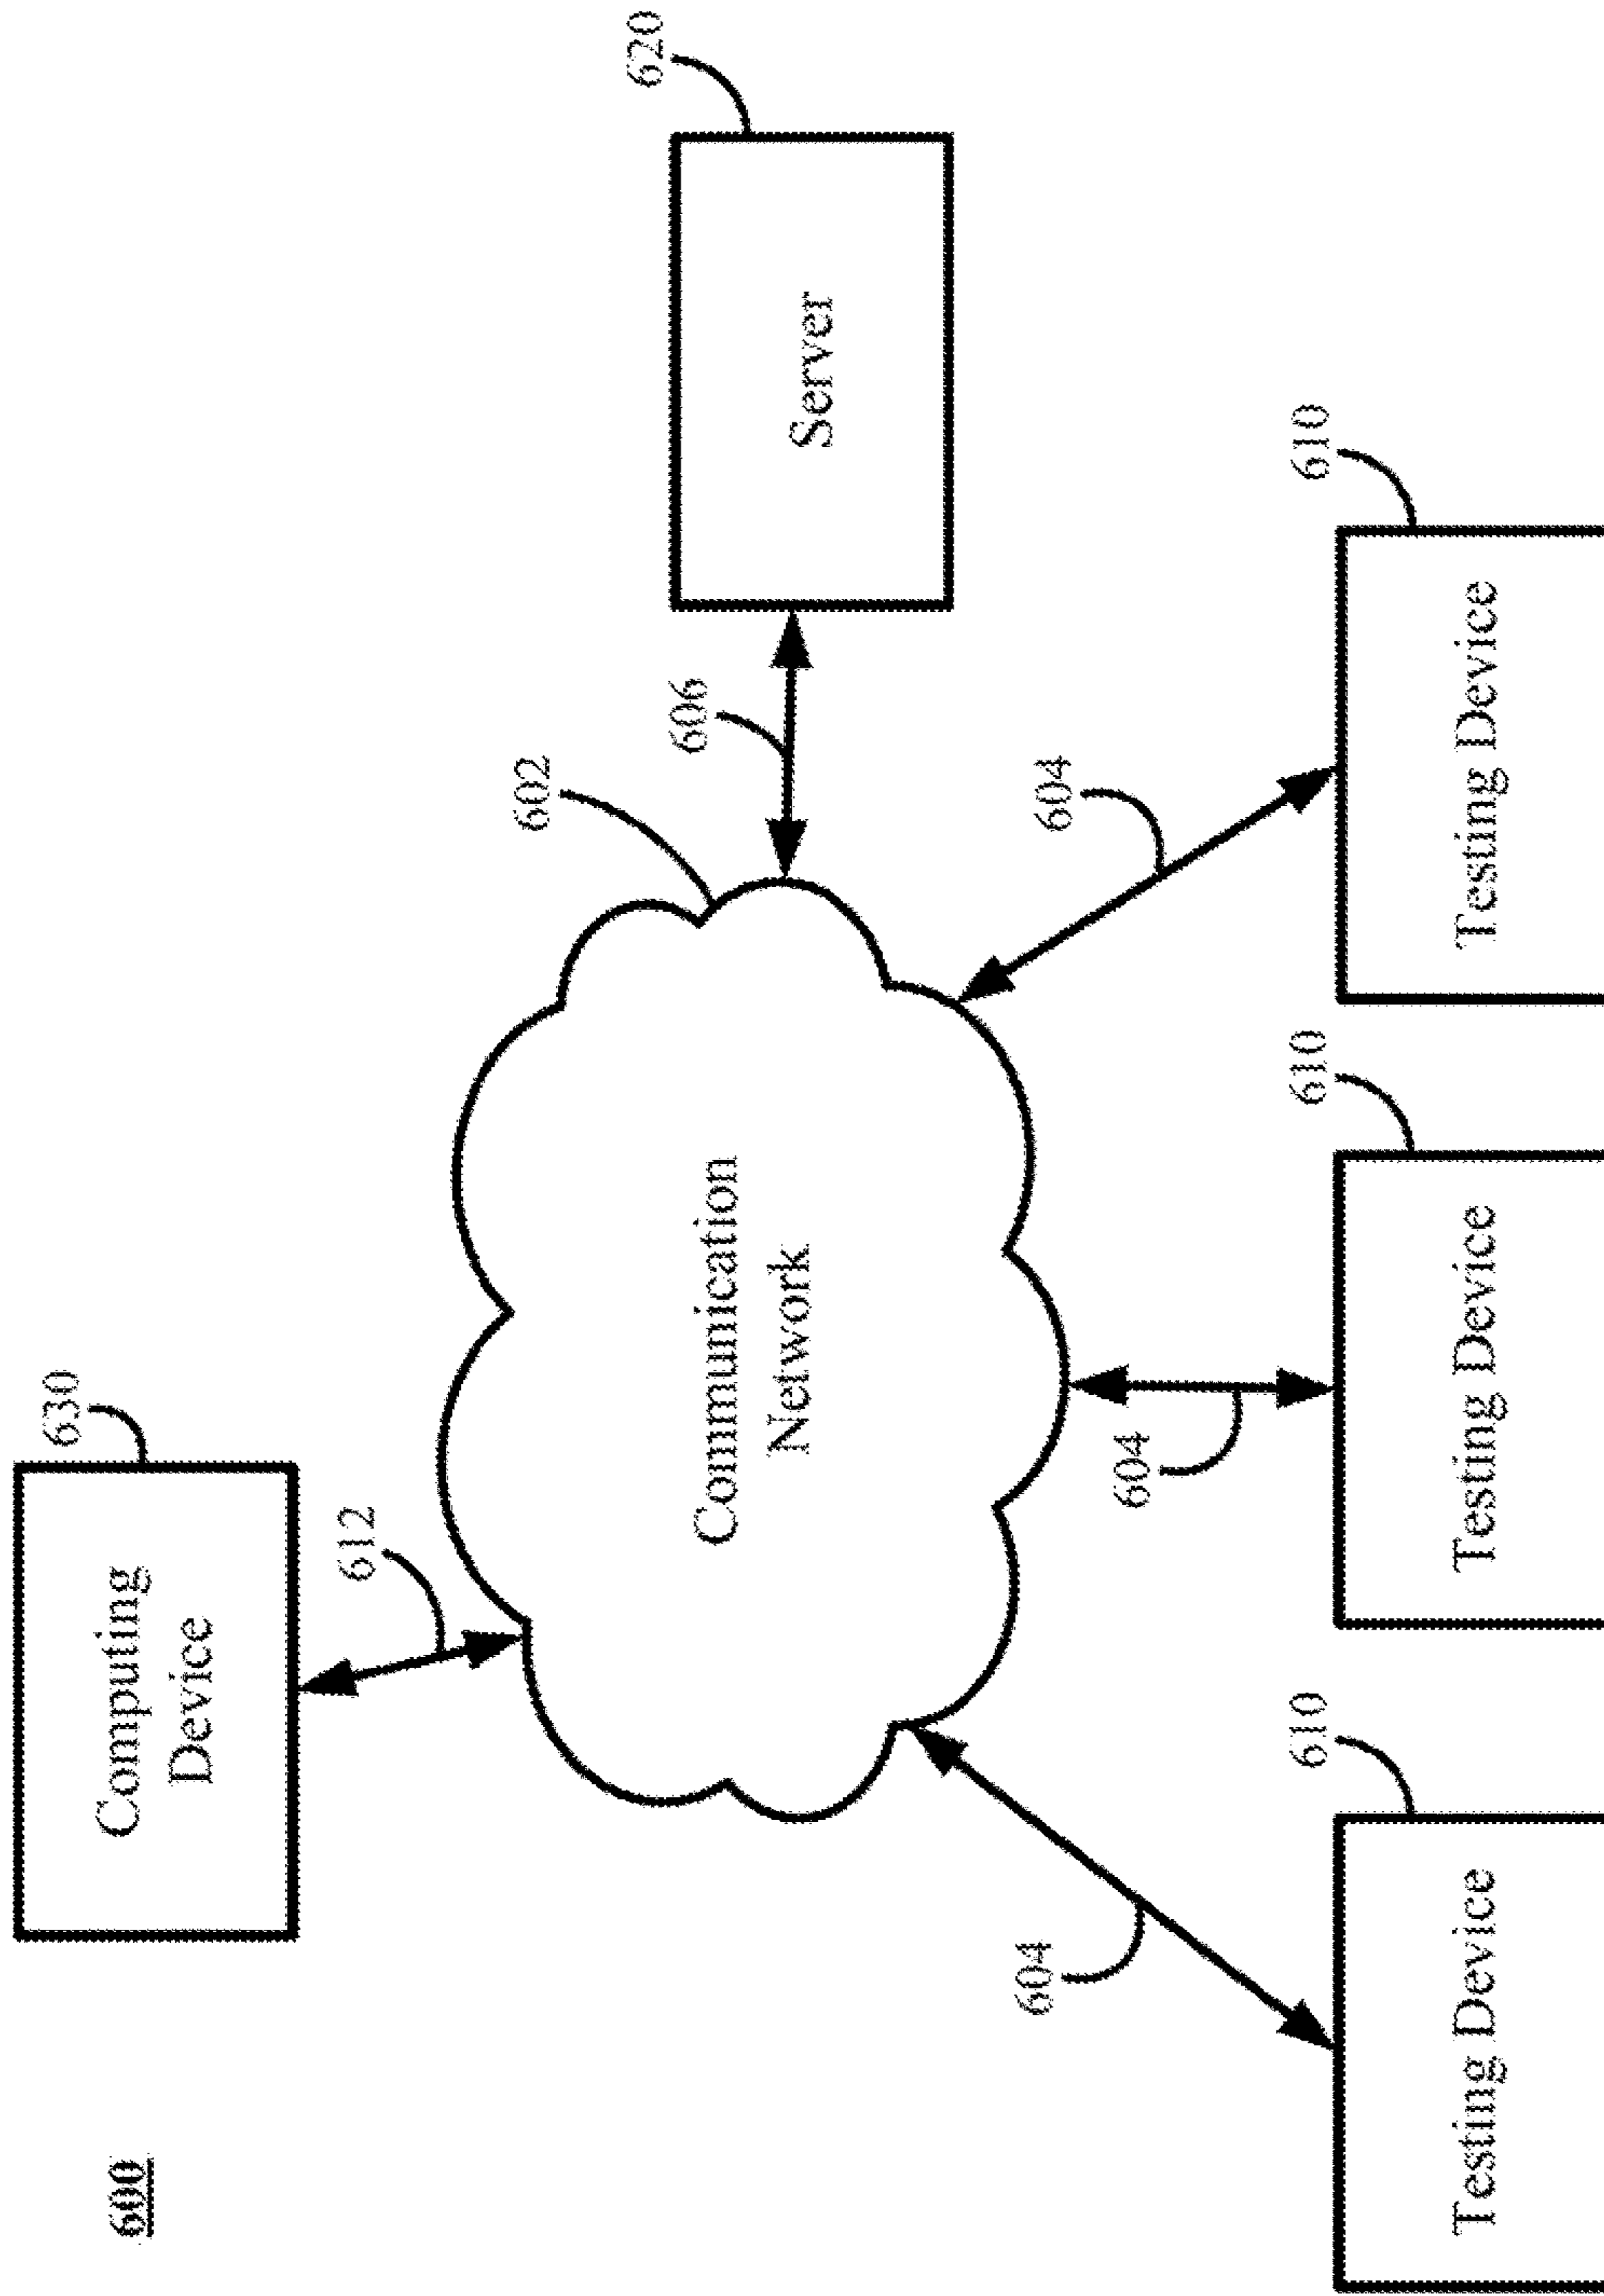 600
Computing
Device
630
612
620
Server
606
602
Communication
Network
604
604
604
610
610
610
Testing Device
Testing Device
Testing Device